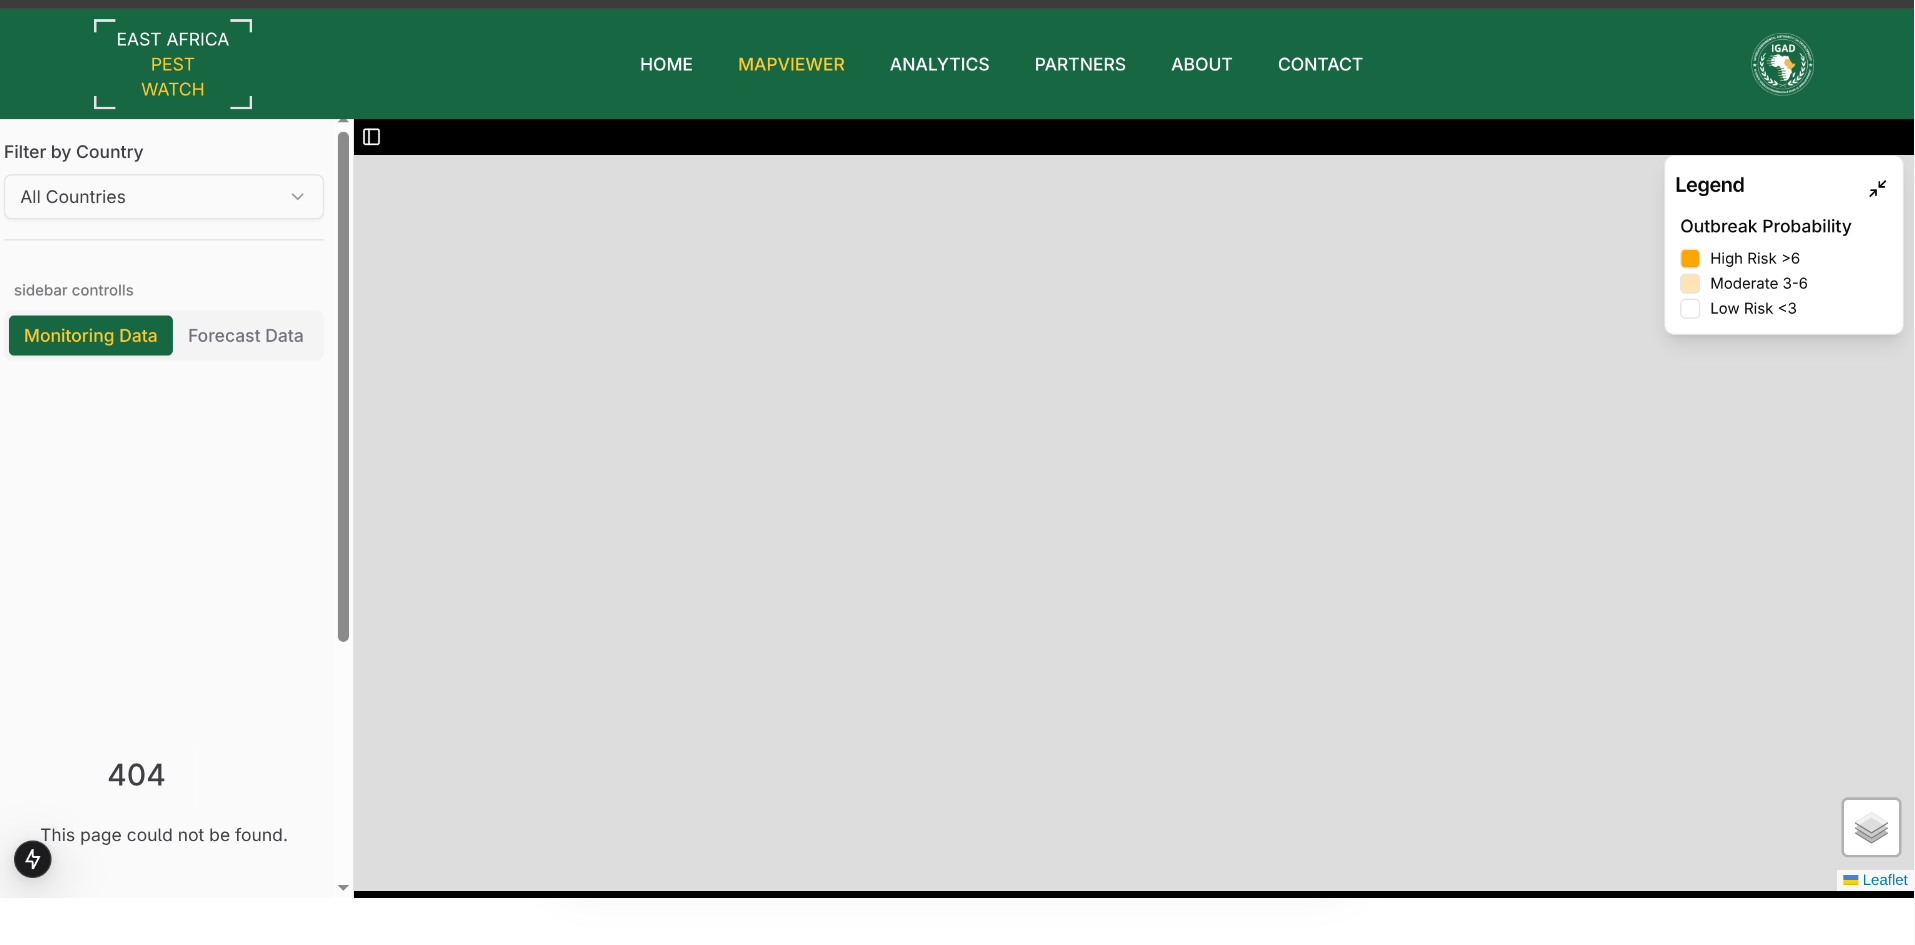 EAST AFRICA
PEST
WATCH
HOME
MAPVIEWER
ANALYTICS
PARTNERS
ABOUT
CONTACT
IGAD
Filter by Country
All Countries
sidebar controlls
Monitoring Data
Forecast Data
404
This page could not be found.
Legend
Outbreak Probability
High Risk >6
Moderate 3-6
Low Risk <3
Leaflet